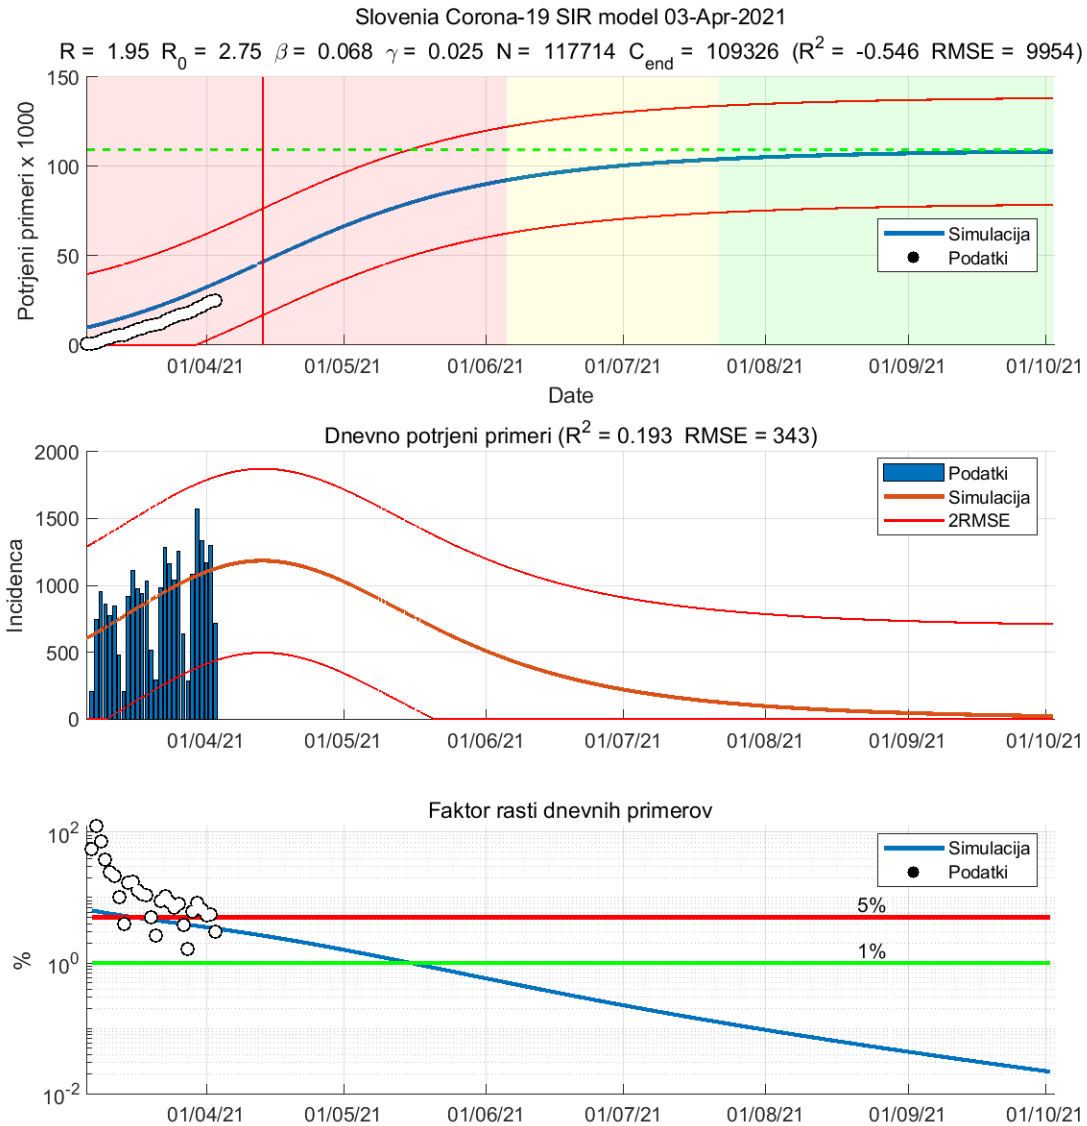 Slovenia Corona-19 SIR model 03-Apr-2021
R = 1.95 R₀ = 2.75 β = 0.068 γ = 0.025 N = 117714 C_end = 109326 (R² = -0.546 RMSE = 9954)
Potrjeni primeri x 1000
150
100
50
0
Simulacija
Podatki
01/04/21 01/05/21 01/06/21 01/07/21 01/08/21 01/09/21 01/10/21
Date
Dnevno potrjeni primeri (R² = 0.193 RMSE = 343)
Incidenca
2000
1500
1000
500
0
Podatki
Simulacija
2RMSE
01/04/21 01/05/21 01/06/21 01/07/21 01/08/21 01/09/21 01/10/21
Faktor rasti dnevnih primerov
%
10²
10⁰
10⁻²
Simulacija
Podatki
5%
1%
01/04/21 01/05/21 01/06/21 01/07/21 01/08/21 01/09/21 01/10/21